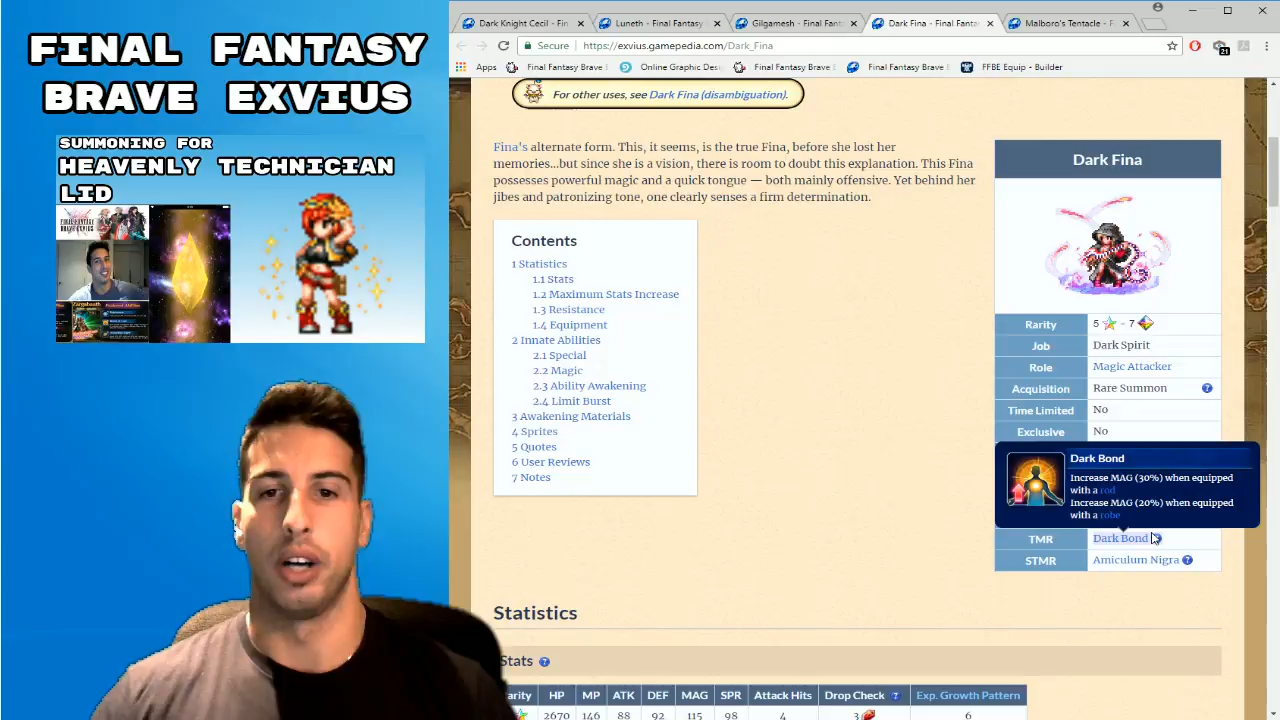 FINAL FANTASY
BRAVE EXVIUS
SUMMONING FOR
HEAVENLY TECHNICIAN
LID
Dark Knight Cecil - Fin
Luneth - Final Fantasy
Gilgamesh - Final Fant
Dark Fina - Final Fanta
Malboro's Tentacle - F
Secure
https://exvius.gamepedia.com/Dark_Fina
21
Apps
Final Fantasy Brave
Online Graphic Des
Final Fantasy Brave
Final Fantasy Brave
FFBE Equip - Builder
For other uses, see Dark Fina (disambiguation).
Fina's alternate form. This, it seems, is the true Fina, before she lost her
memories...but since she is a vision, there is room to doubt this explanation. This Fina
possesses powerful magic and a quick tongue — both mainly offensive. Yet behind her
jibes and patronizing tone, one clearly senses a firm determination.
Contents
1 Statistics
1.1 Stats
1.2 Maximum Stats Increase
1.3 Resistance
1.4 Equipment
2 Innate Abilities
2.1 Special
2.2 Magic
2.3 Ability Awakening
2.4 Limit Burst
3 Awakening Materials
4 Sprites
5 Quotes
6 User Reviews
7 Notes
Dark Fina
Rarity 5 - 7
Job Dark Spirit
Role Magic Attacker
Acquisition Rare Summon ?
Time Limited No
Exclusive No
Dark Bond
Increase MAG (30%) when equipped
with a rod
Increase MAG (20%) when equipped
with a robe
TMR Dark Bond
STMR Amiculum Nigra ?
Statistics
Stats ?
arity HP MP ATK DEF MAG SPR Attack Hits Drop Check ? Exp. Growth Pattern
2670 146 88 92 115 98 4 3 6